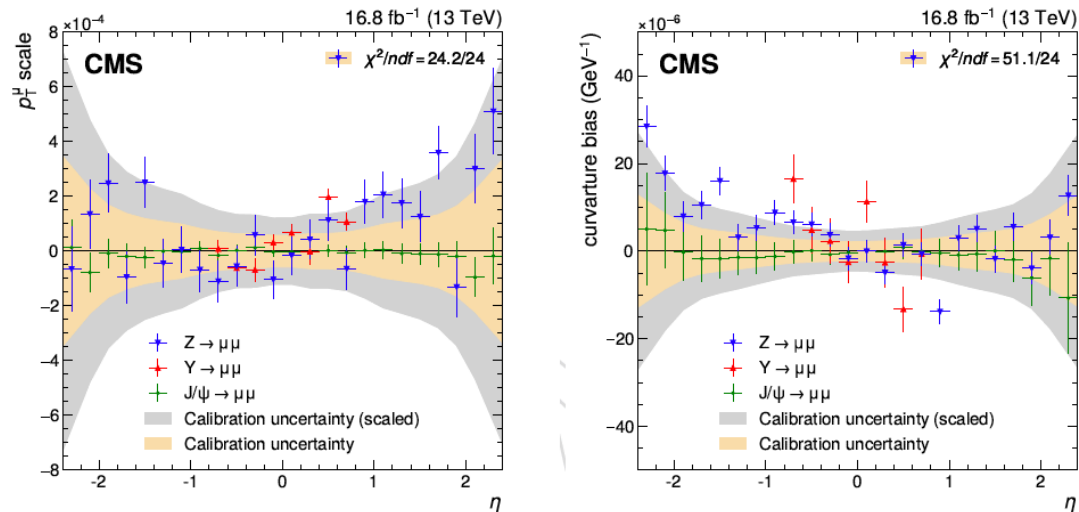 ×10⁻⁴
16.8 fb⁻¹ (13 TeV)
CMS
χ²/ndf = 24.2/24
p_T^μ scale
8
6
4
2
0
−2
−4
−6
−8
Z → μμ
Υ → μμ
J/ψ → μμ
Calibration uncertainty (scaled)
Calibration uncertainty
-2
-1
0
1
2
η
×10⁻⁶
16.8 fb⁻¹ (13 TeV)
CMS
χ²/ndf = 51.1/24
curvarture bias (GeV⁻¹)
40
20
0
−20
−40
Z → μμ
Υ → μμ
J/ψ → μμ
Calibration uncertainty (scaled)
Calibration uncertainty
-2
-1
0
1
2
η